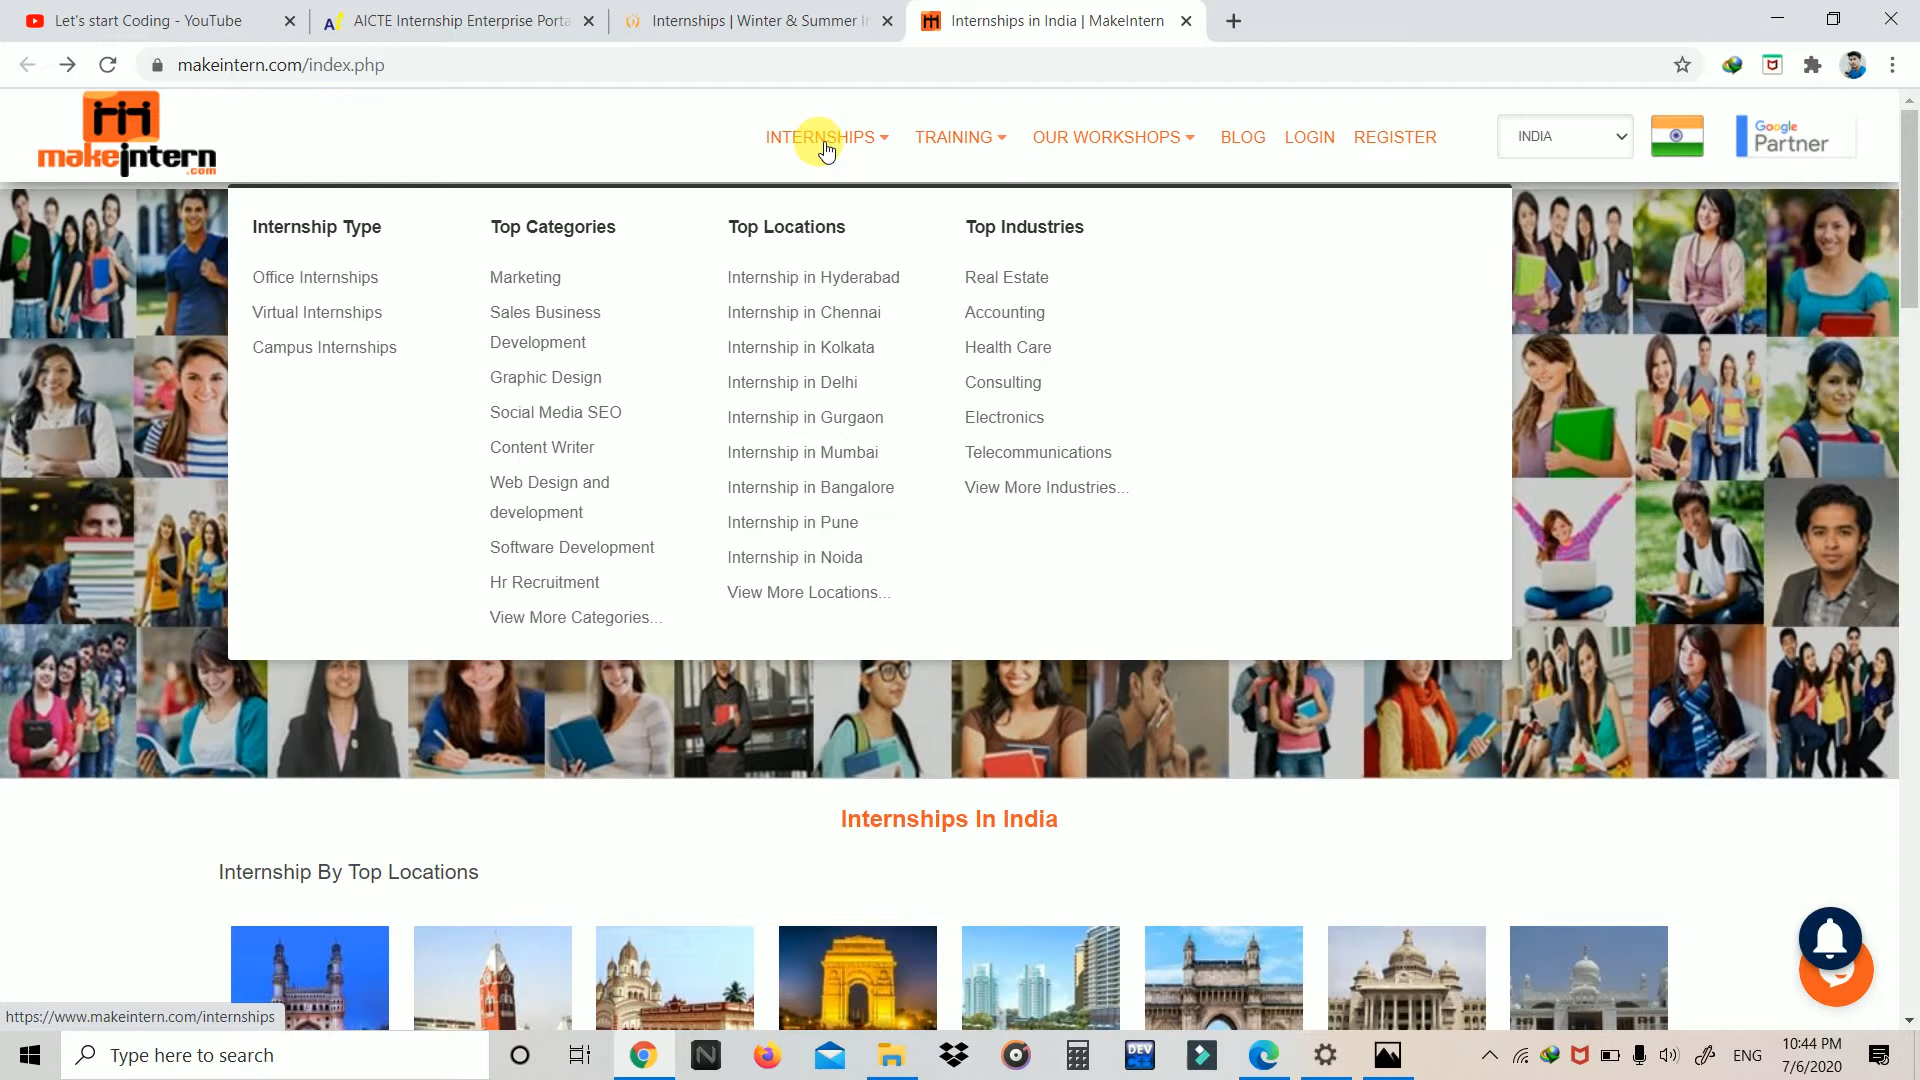 Let's start Coding - YouTube
AICTE Internship Enterprise Porta
Internships | Winter & Summer In
Internships in India | MakeIntern
makeintern.com/index.php
makeintern
.com
INTERNSHIPS
TRAINING
OUR WORKSHOPS
BLOG
LOGIN
REGISTER
INDIA
Google
Partner
Internship Type
Office Internships
Virtual Internships
Campus Internships
Top Categories
Marketing
Sales Business
Development
Graphic Design
Social Media SEO
Content Writer
Web Design and
development
Software Development
Hr Recruitment
View More Categories...
Top Locations
Internship in Hyderabad
Internship in Chennai
Internship in Kolkata
Internship in Delhi
Internship in Gurgaon
Internship in Mumbai
Internship in Bangalore
Internship in Pune
Internship in Noida
View More Locations...
Top Industries
Real Estate
Accounting
Health Care
Consulting
Electronics
Telecommunications
View More Industries...
Internships In India
Internship By Top Locations
https://www.makeintern.com/internships
Type here to search
DEV
ENG
10:44 PM
7/6/2020